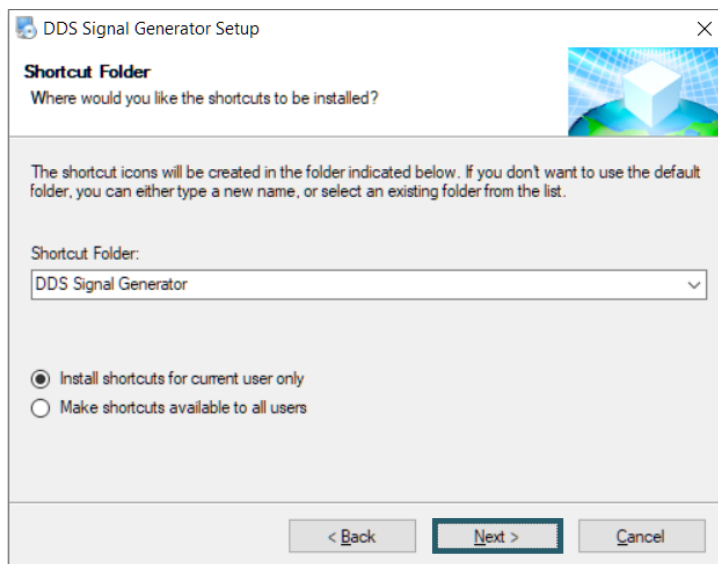 DDS Signal Generator Setup
Shortcut Folder
Where would you like the shortcuts to be installed?
The shortcut icons will be created in the folder indicated below. If you don't want to use the default
folder, you can either type a new name, or select an existing folder from the list.
Shortcut Folder:
DDS Signal Generator
Install shortcuts for current user only
Make shortcuts available to all users
< Back
Next >
Cancel